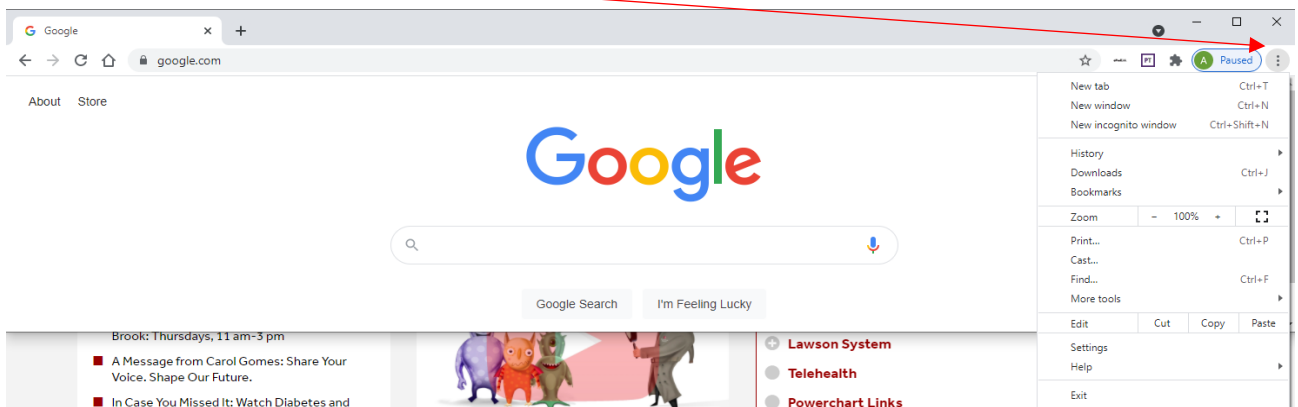 Google
google.com
PT
A Paused
About Store
Google
Google Search I'm Feeling Lucky
New tab Ctrl+T
New window Ctrl+N
New incognito window Ctrl+Shift+N
History
Downloads Ctrl+J
Bookmarks
Zoom - 100% +
Print... Ctrl+P
Cast...
Find... Ctrl+F
More tools
Edit Cut Copy Paste
Settings
Help
Exit
Brook: Thursdays, 11 am-3 pm
A Message from Carol Gomes: Share Your
Voice. Shape Our Future.
In Case You Missed It: Watch Diabetes and
Lawson System
Telehealth
Powerchart Links